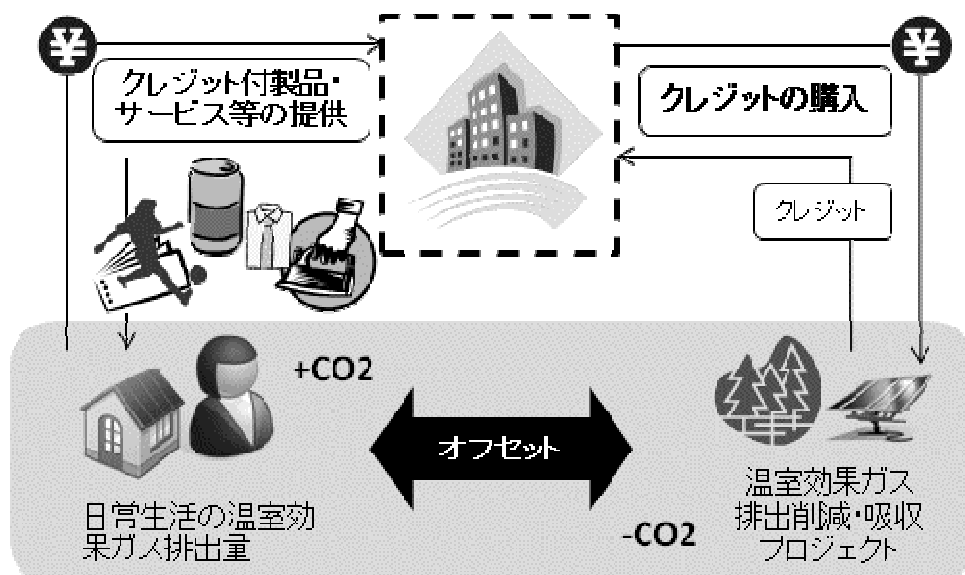 ¥
¥
クレジット付製品・
サービス等の提供
クレジットの購入
クレジット
+CO2
オフセット
日常生活の温室効
果ガス排出量
温室効果ガス
排出削減・吸収
プロジェクト
-CO2